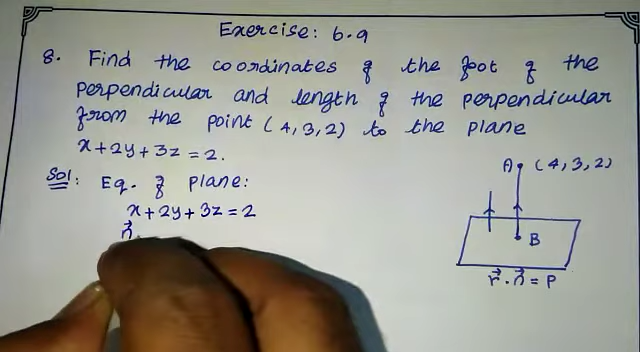 Exercise: 6.9
8. Find the coordinates of the foot of the
perpendicular and length of the perpendicular
from the point (4,3,2) to the plane
x+2y+3z=2.
Sol: Eq. of plane:
x+2y+3z=2
n⃗
A (4,3,2)
B
r⃗.n⃗=P